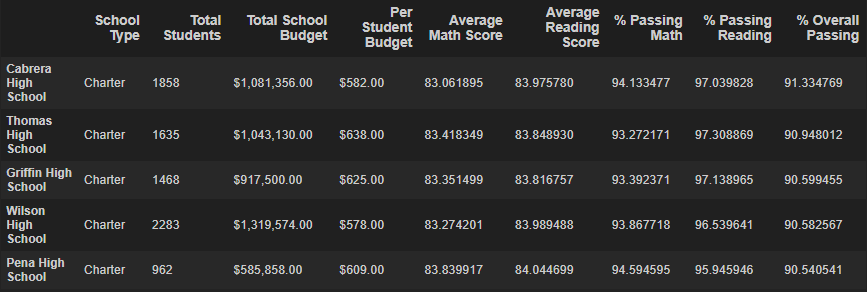 School Type Total Students Total School Budget Per Student Budget Average Math Score Average Reading Score % Passing Math % Passing Reading % Overall Passing
Cabrera High School Charter 1858 $1,081,356.00 $582.00 83.061895 83.975780 94.133477 97.039828 91.334769
Thomas High School Charter 1635 $1,043,130.00 $638.00 83.418349 83.848930 93.272171 97.308869 90.948012
Griffin High School Charter 1468 $917,500.00 $625.00 83.351499 83.816757 93.392371 97.138965 90.599455
Wilson High School Charter 2283 $1,319,574.00 $578.00 83.274201 83.989488 93.867718 96.539641 90.582567
Pena High School Charter 962 $585,858.00 $609.00 83.839917 84.044699 94.594595 95.945946 90.540541